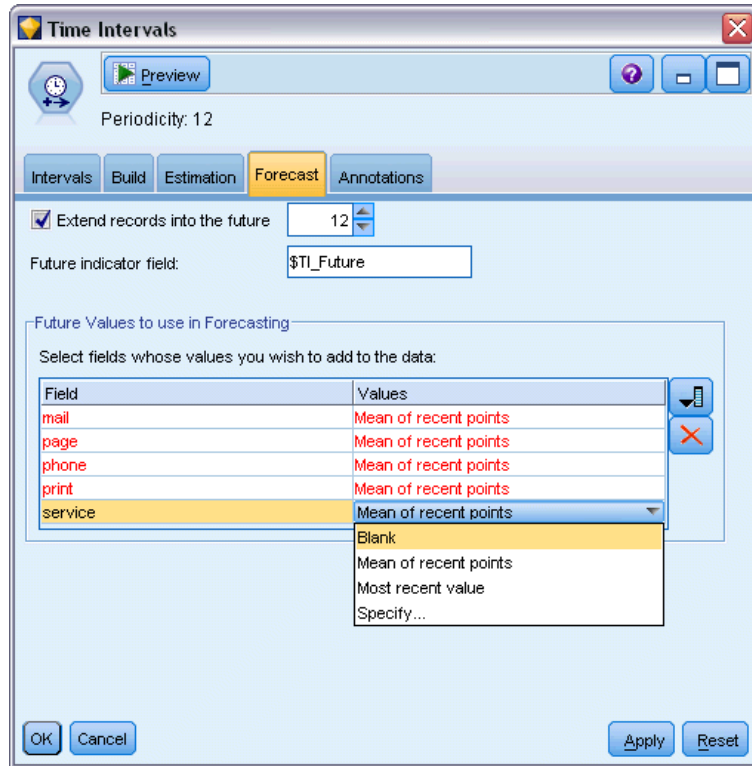 Time Intervals
Preview
Periodicity: 12
Intervals Build Estimation Forecast Annotations
Extend records into the future 12
Future indicator field: $TI_Future
Future Values to use in Forecasting
Select fields whose values you wish to add to the data:
Field Values
mail Mean of recent points
page Mean of recent points
phone Mean of recent points
print Mean of recent points
service Mean of recent points
Blank
Mean of recent points
Most recent value
Specify...
OK Cancel Apply Reset